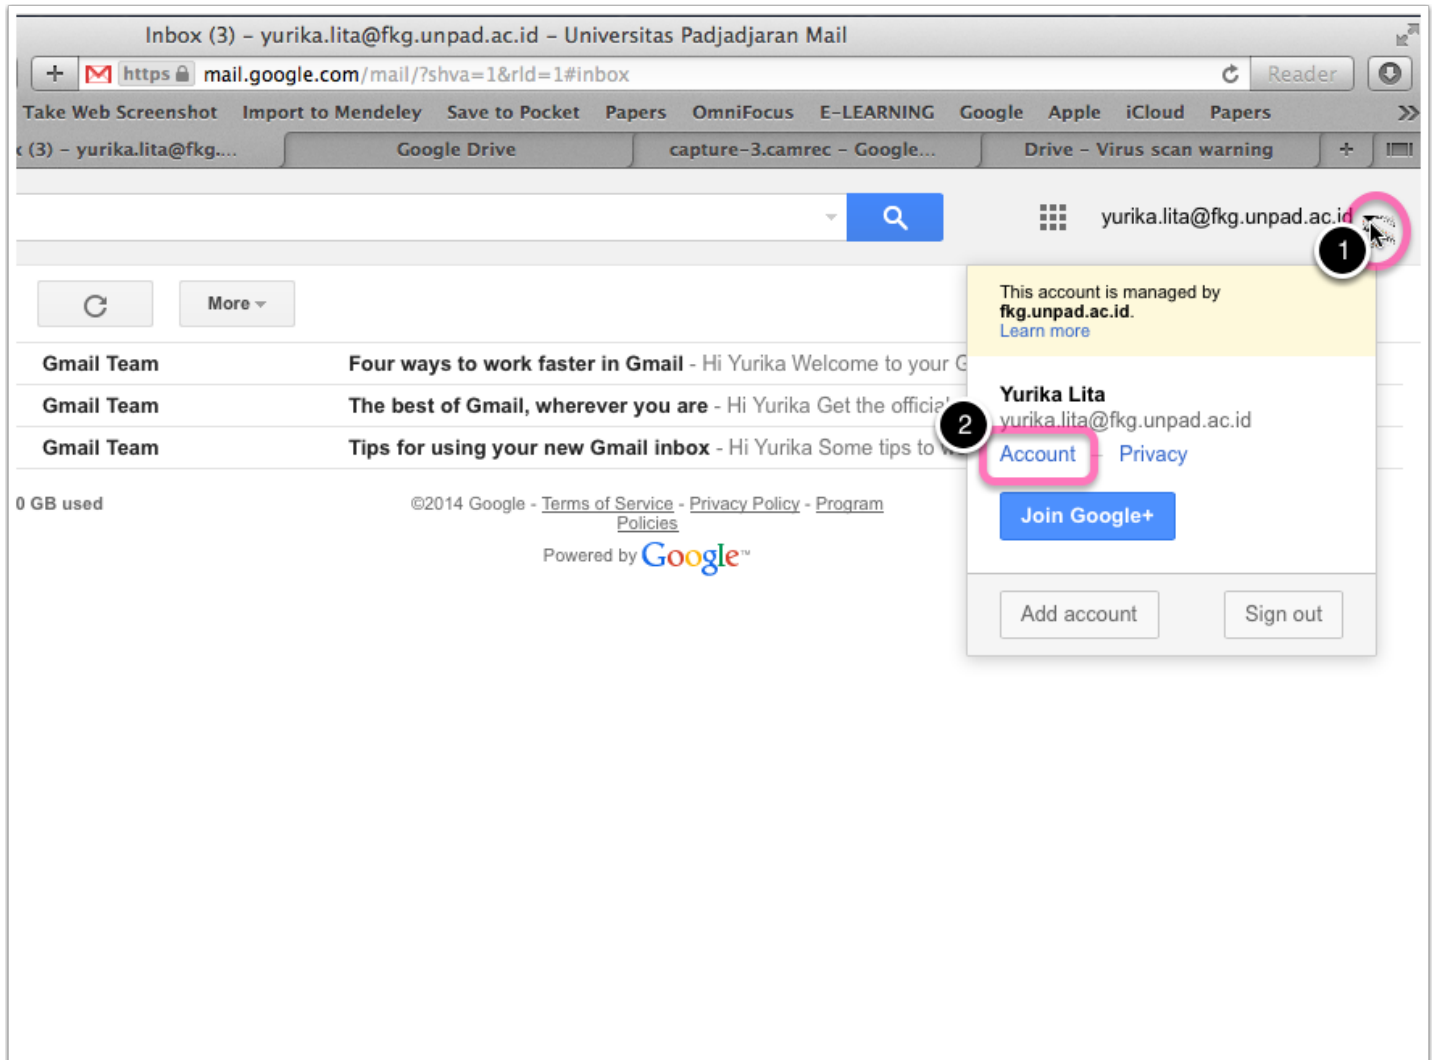 Inbox (3) – yurika.lita@fkg.unpad.ac.id – Universitas Padjadjaran Mail
+ https mail.google.com/mail/?shva=1&rld=1#inbox Reader
Take Web Screenshot Import to Mendeley Save to Pocket Papers OmniFocus E-LEARNING Google Apple iCloud Papers >>
(3) – yurika.lita@fkg.... Google Drive capture-3.camrec – Google... Drive – Virus scan warning +
yurika.lita@fkg.unpad.ac.id
1
This account is managed by
fkg.unpad.ac.id.
Learn more
More
Gmail Team Four ways to work faster in Gmail - Hi Yurika Welcome to your G
Gmail Team The best of Gmail, wherever you are - Hi Yurika Get the official
Gmail Team Tips for using your new Gmail inbox - Hi Yurika Some tips to
Yurika Lita
2
yurika.lita@fkg.unpad.ac.id
Account – Privacy
Join Google+
Add account Sign out
0 GB used
©2014 Google - Terms of Service - Privacy Policy - Program
Policies
Powered by Google™